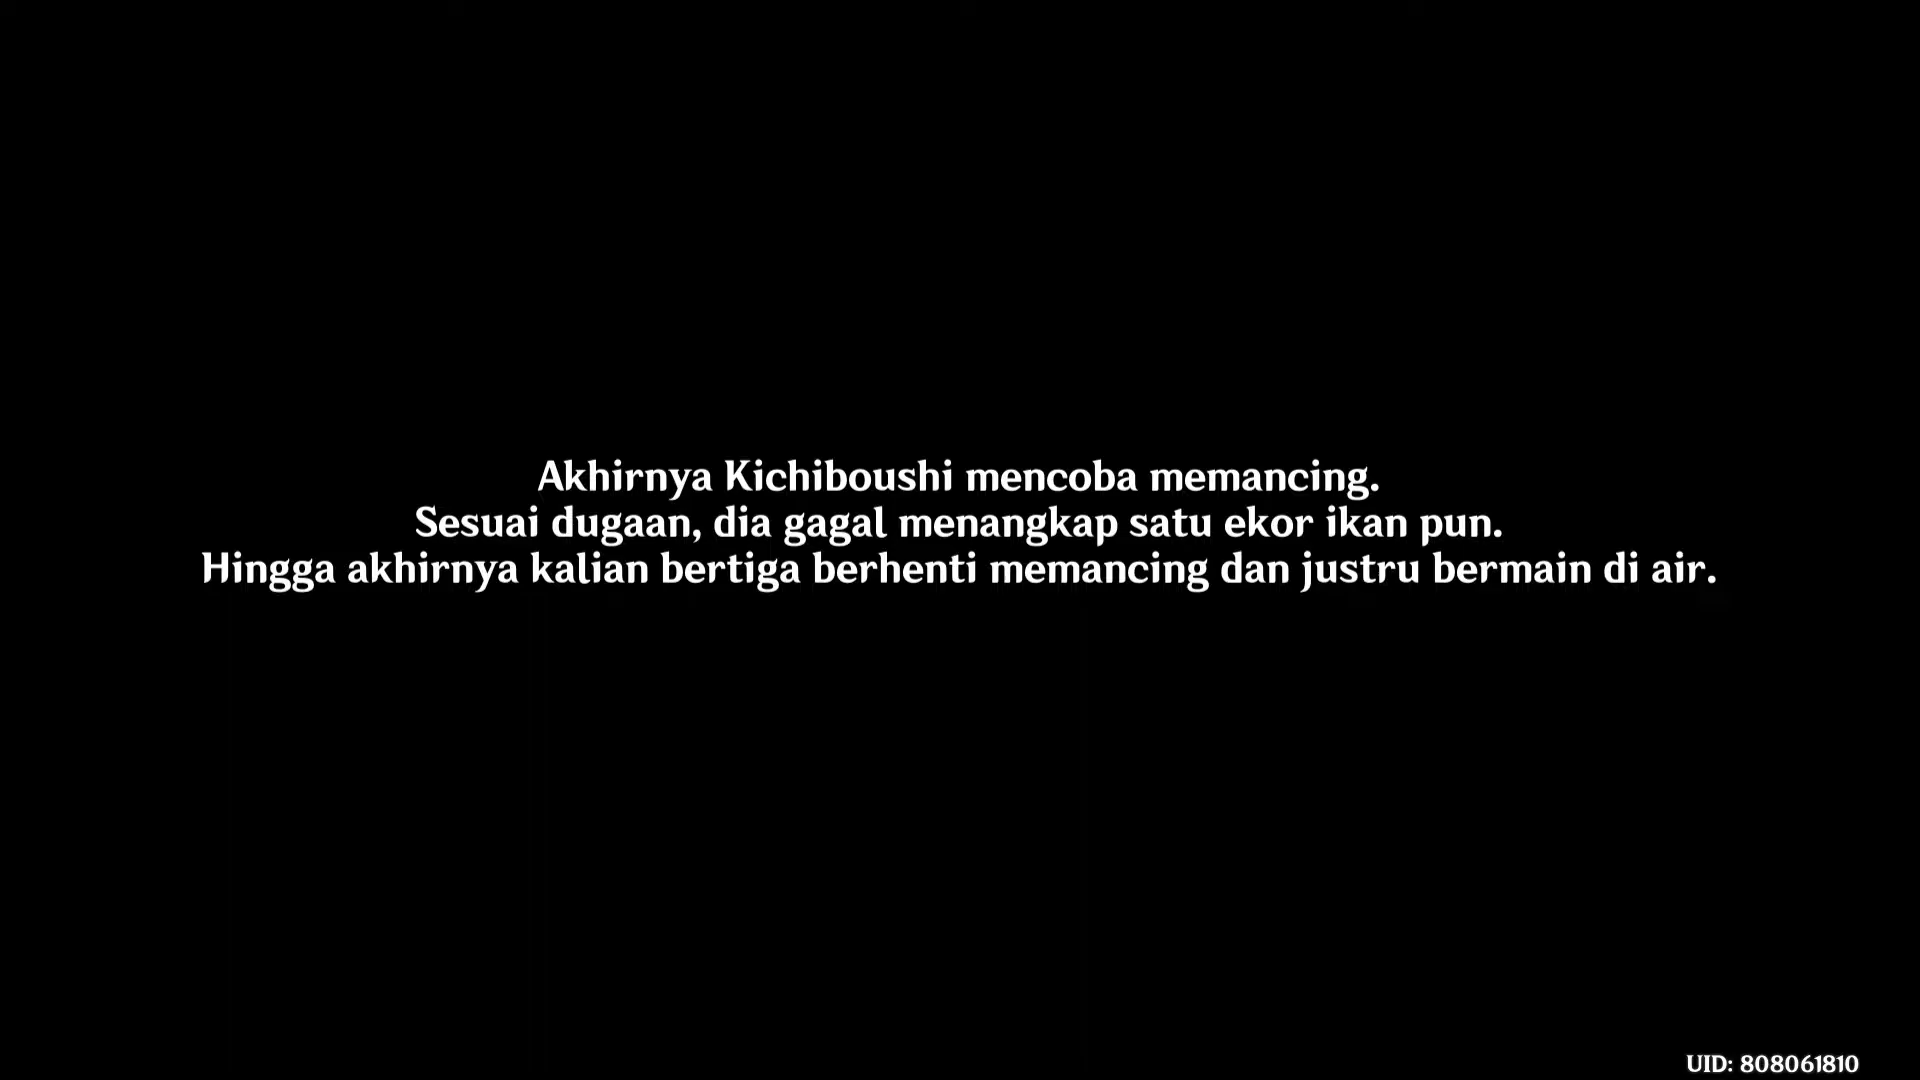 Akhirnya Kichiboushi mencoba memancing.
Sesuai dugaan, dia gagal menangkap satu ekor ikan pun.
Hingga akhirnya kalian bertiga berhenti memancing dan justru bermain di air.
UID: 808061810